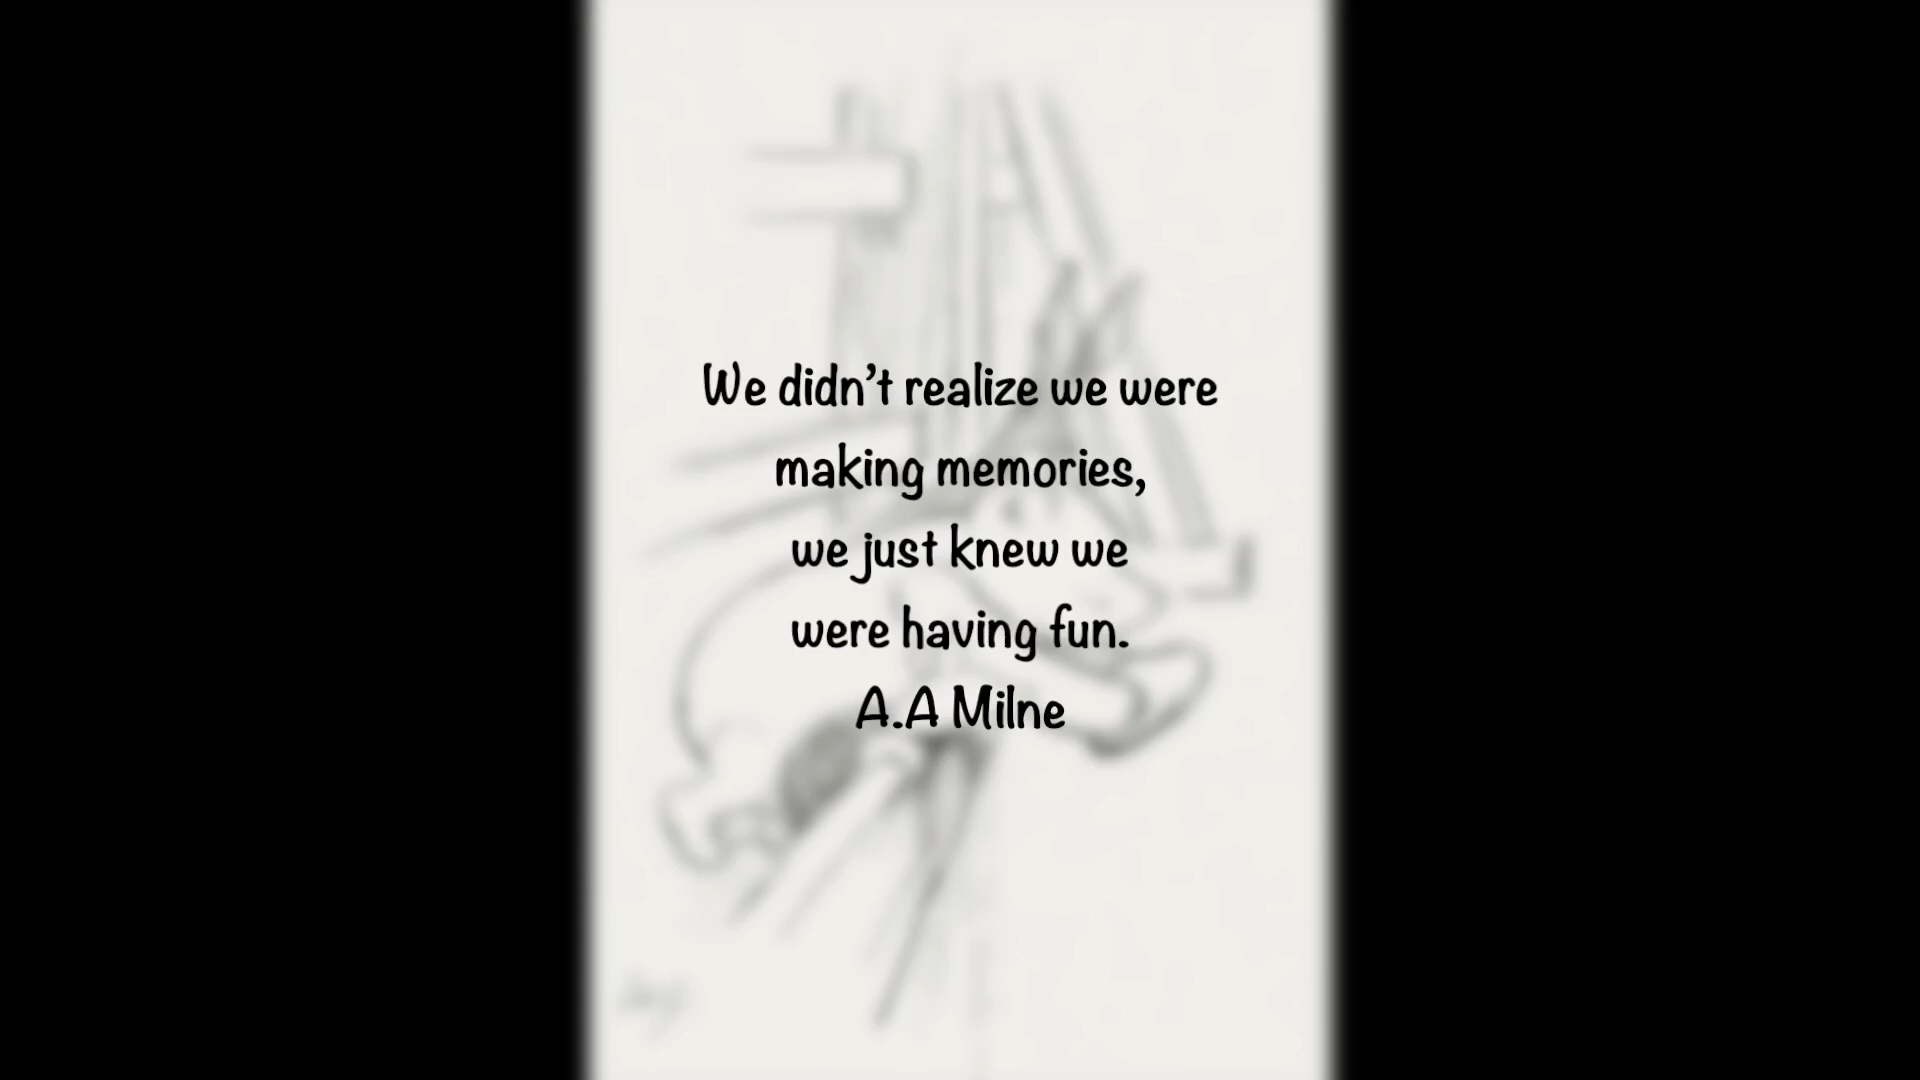 We didn’t realize we were
making memories,
we just knew we
were having fun.
A.A Milne